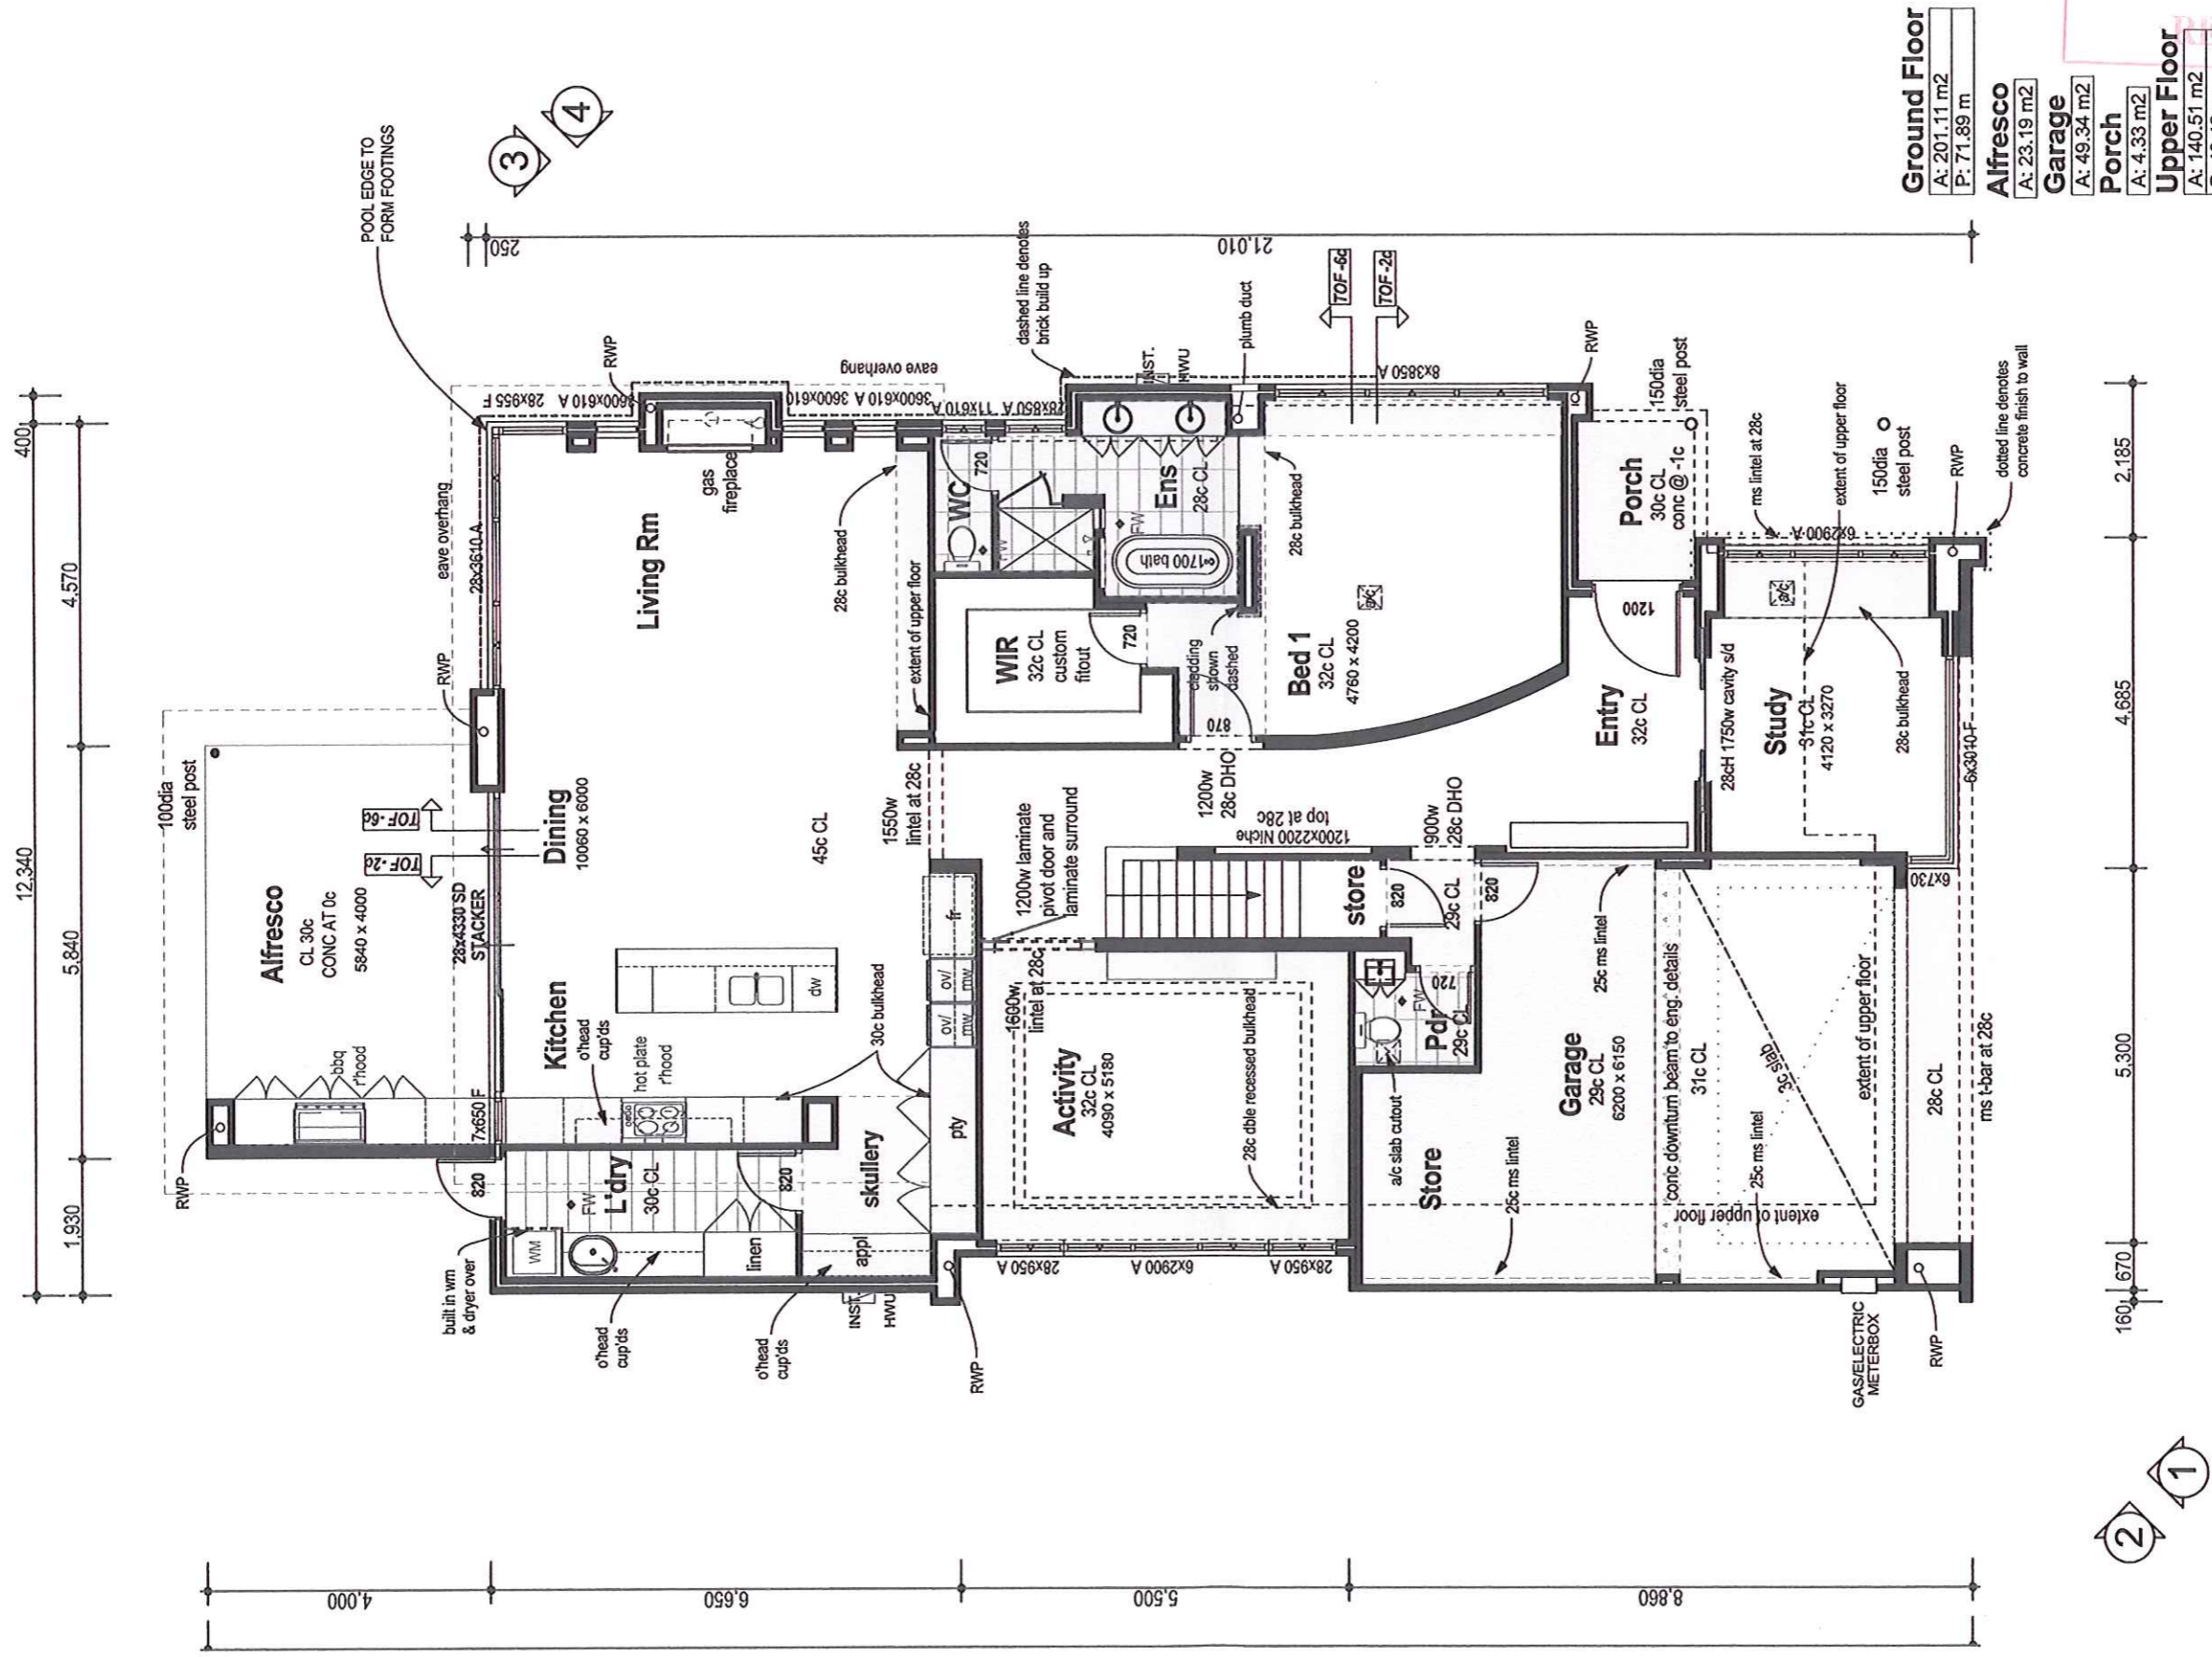 12,340
400
1,930
5,840
4,570
250
21,010
POOL EDGE TO
FORM FOOTINGS
3
4
100dia
steel post
RWP
Alfresco
CL 30c
CONC AT 0c
5840 x 4000
TOF-6c
TOF-2c
28x4330 SD
STACKER
bbq
r'hood
7x650 F
RWP
eave overhang
28x3610 A
28x955 F
3600x610 A
3600x610 A
3600x610
RWP
eave overhang
gas
fireplace
Living Rm
Dining
10060 x 6000
45c CL
Kitchen
o'head
cup'ds
hot plate
r'hood
dw
30c bulkhead
28c bulkhead
extent of upper floor
1550w
lintel at 28c
built in wm
& dryer over
WM
820
FW
L'dry
30c CL
820
linen
o'head
cup'ds
appl
skullery
pty
ov/
mw
ov/
mw
fr
o'head
cup'ds
INST.
HWU
RWP
WC
720
FW
11x610 A
28x850 A
dashed line denotes
brick build up
INST.
HWU
plumb duct
Ens
28c CL
FW
1700 bath
WIR
32c CL
custom
fitout
720
cladding
shown
dashed
870
1200w
28c DHO
Bed 1
32c CL
4760 x 4200
a/c
28c bulkhead
8x3850 A
TOF-6c
TOF-2c
RWP
1200w laminate
pivot door and
laminate surround
1600w
lintel at 28c
Activity
32c CL
4090 x 5180
28c dble recessed bulkhead
28x950 A
6x2900 A
28x950 A
1200x2200 Niche
top at 28c
store
820
900w
28c DHO
29c CL
820
720
FW
Pdr
29c CL
a/c slab cutout
Store
25c ms lintel
25c ms lintel
Garage
29c CL
6200 x 6150
conc downturn beam to eng. details
31c CL
3c slab
25c ms lintel
extent of upper floor
extent of upper floor
28c CL
ms t-bar at 28c
GAS/ELECTRIC
METERBOX
RWP
Entry
32c CL
1200
Porch
30c CL
conc @ -1c
150dia
steel post
ms lintel at 28c
extent of upper floor
150dia
steel post
RWP
dotted line denotes
concrete finish to wall
28cH 1750w cavity s/d
Study
31c CL
4120 x 3270
a/c
28c bulkhead
6x2900 A
6x3010 F
6x730
4,000
6,650
5,500
8,860
160
670
5,300
4,685
2,185
2
1
Ground Floor
A: 201.11 m2
P: 71.89 m
Alfresco
A: 23.19 m2
Garage
A: 49.34 m2
Porch
A: 4.33 m2
Upper Floor
A: 140.51 m2